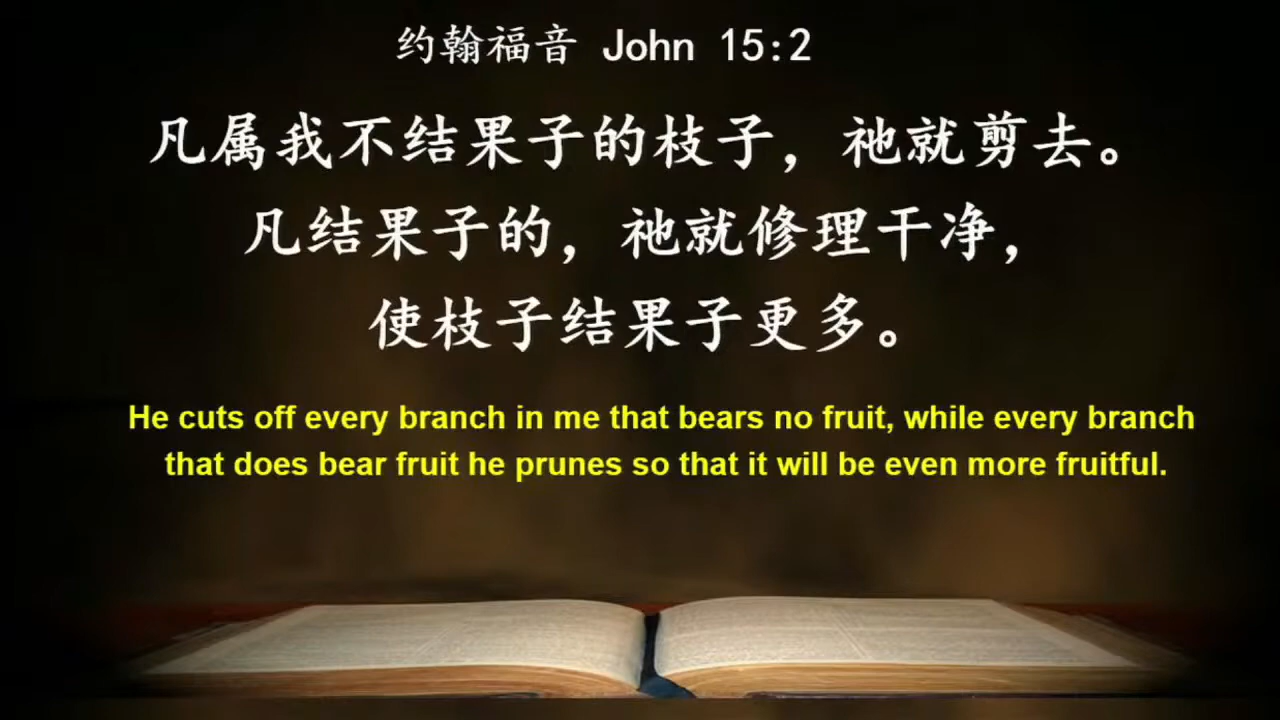 约翰福音 John 15:2
凡属我不结果子的枝子，祂就剪去。
凡结果子的，祂就修理干净，
使枝子结果子更多。
He cuts off every branch in me that bears no fruit, while every branch
that does bear fruit he prunes so that it will be even more fruitful.